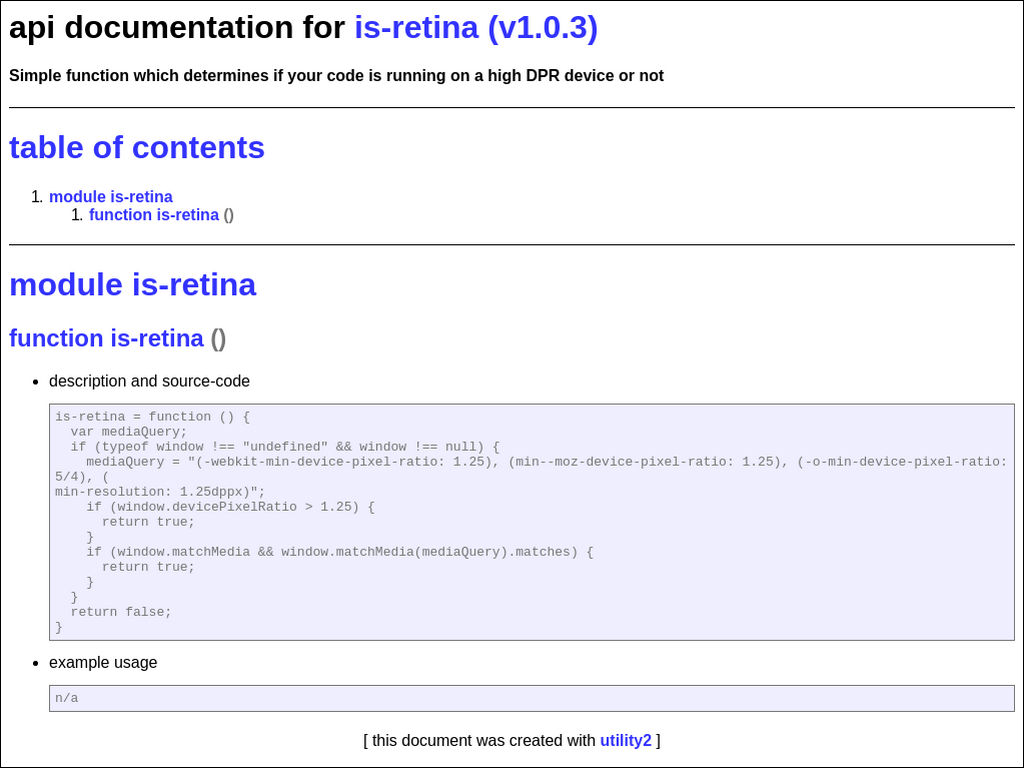 api documentation for is-retina (v1.0.3)
Simple function which determines if your code is running on a high DPR device or not
table of contents
1. module is-retina
1. function is-retina ()
module is-retina
function is-retina ()
• description and source-code
is-retina = function () {
  var mediaQuery;
  if (typeof window !== "undefined" && window !== null) {
    mediaQuery = "(-webkit-min-device-pixel-ratio: 1.25), (min--moz-device-pixel-ratio: 1.25), (-o-min-device-pixel-ratio:
5/4), (
min-resolution: 1.25dppx)";
    if (window.devicePixelRatio > 1.25) {
      return true;
    }
    if (window.matchMedia && window.matchMedia(mediaQuery).matches) {
      return true;
    }
  }
  return false;
}
• example usage
n/a
[ this document was created with utility2 ]